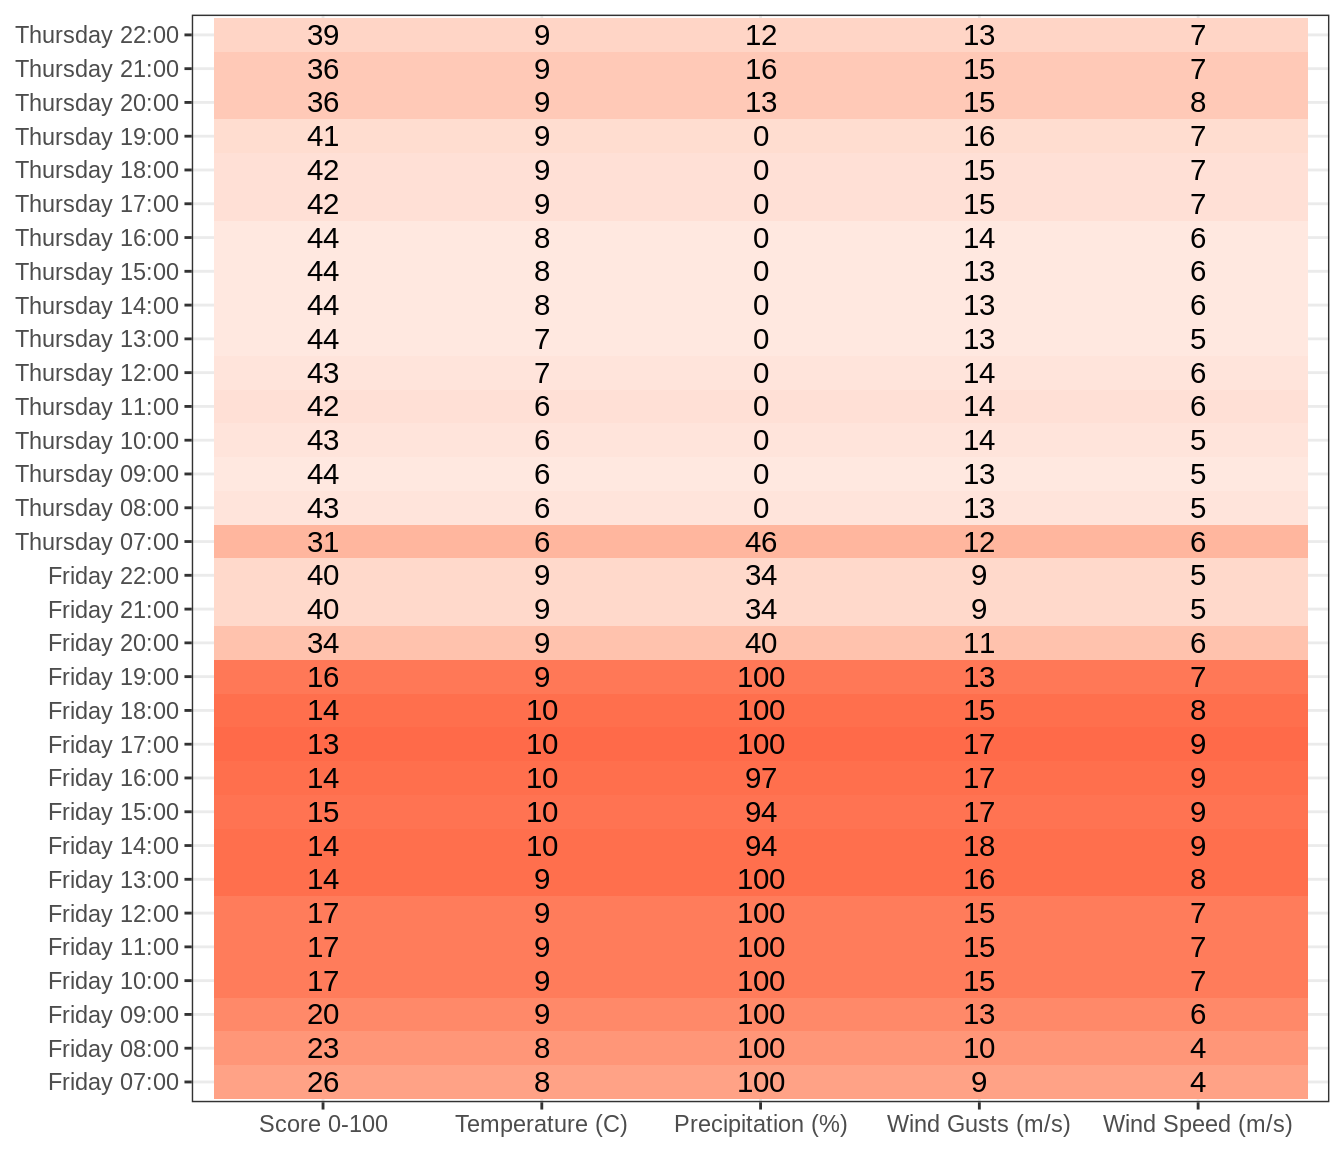 Thursday 22:00 39 9 12 13 7
Thursday 21:00 36 9 16 15 7
Thursday 20:00 36 9 13 15 8
Thursday 19:00 41 9 0 16 7
Thursday 18:00 42 9 0 15 7
Thursday 17:00 42 9 0 15 7
Thursday 16:00 44 8 0 14 6
Thursday 15:00 44 8 0 13 6
Thursday 14:00 44 8 0 13 6
Thursday 13:00 44 7 0 13 5
Thursday 12:00 43 7 0 14 6
Thursday 11:00 42 6 0 14 6
Thursday 10:00 43 6 0 14 5
Thursday 09:00 44 6 0 13 5
Thursday 08:00 43 6 0 13 5
Thursday 07:00 31 6 46 12 6
Friday 22:00 40 9 34 9 5
Friday 21:00 40 9 34 9 5
Friday 20:00 34 9 40 11 6
Friday 19:00 16 9 100 13 7
Friday 18:00 14 10 100 15 8
Friday 17:00 13 10 100 17 9
Friday 16:00 14 10 97 17 9
Friday 15:00 15 10 94 17 9
Friday 14:00 14 10 94 18 9
Friday 13:00 14 9 100 16 8
Friday 12:00 17 9 100 15 7
Friday 11:00 17 9 100 15 7
Friday 10:00 17 9 100 15 7
Friday 09:00 20 9 100 13 6
Friday 08:00 23 8 100 10 4
Friday 07:00 26 8 100 9 4
Score 0-100 Temperature (C) Precipitation (%) Wind Gusts (m/s) Wind Speed (m/s)